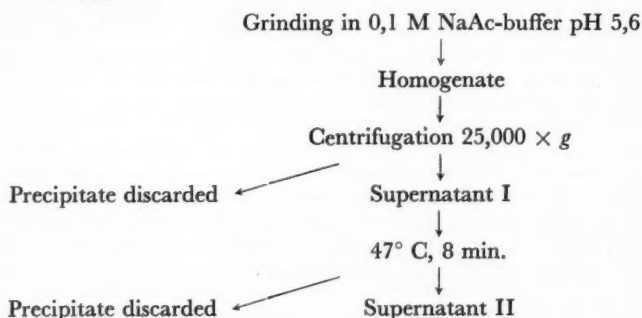 Grinding in 0,1 M NaAc-buffer pH 5,6
Homogenate
Centrifugation 25,000 × g
Precipitate discarded Supernatant I
47° C, 8 min.
Precipitate discarded Supernatant II